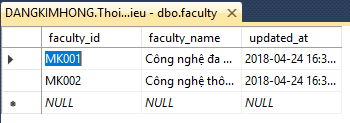 DANGKIMHONG.Thoi...ieu - dbo.faculty
faculty_id faculty_name updated_at
MK001 Công nghệ đa ... 2018-04-24 16:3...
MK002 Công nghệ thô... 2018-04-24 16:3...
NULL NULL NULL